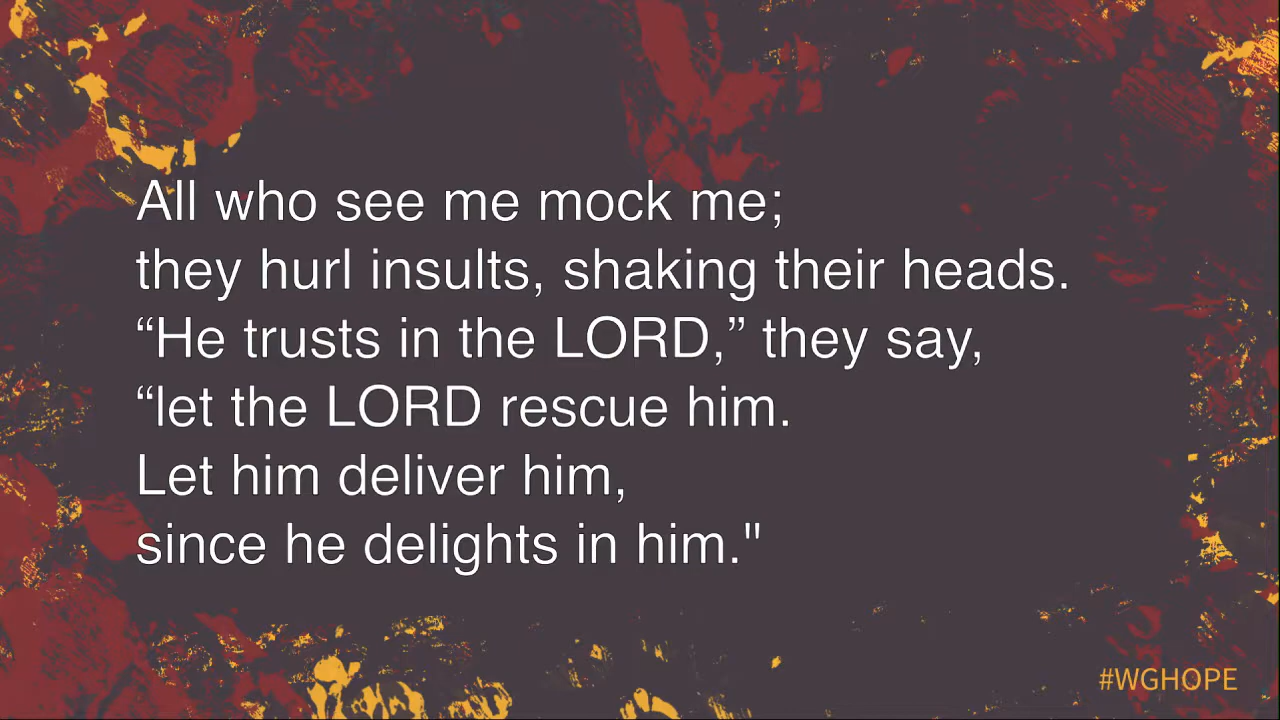 All who see me mock me;
they hurl insults, shaking their heads.
“He trusts in the LORD,” they say,
“let the LORD rescue him.
Let him deliver him,
since he delights in him."
#WGHOPE